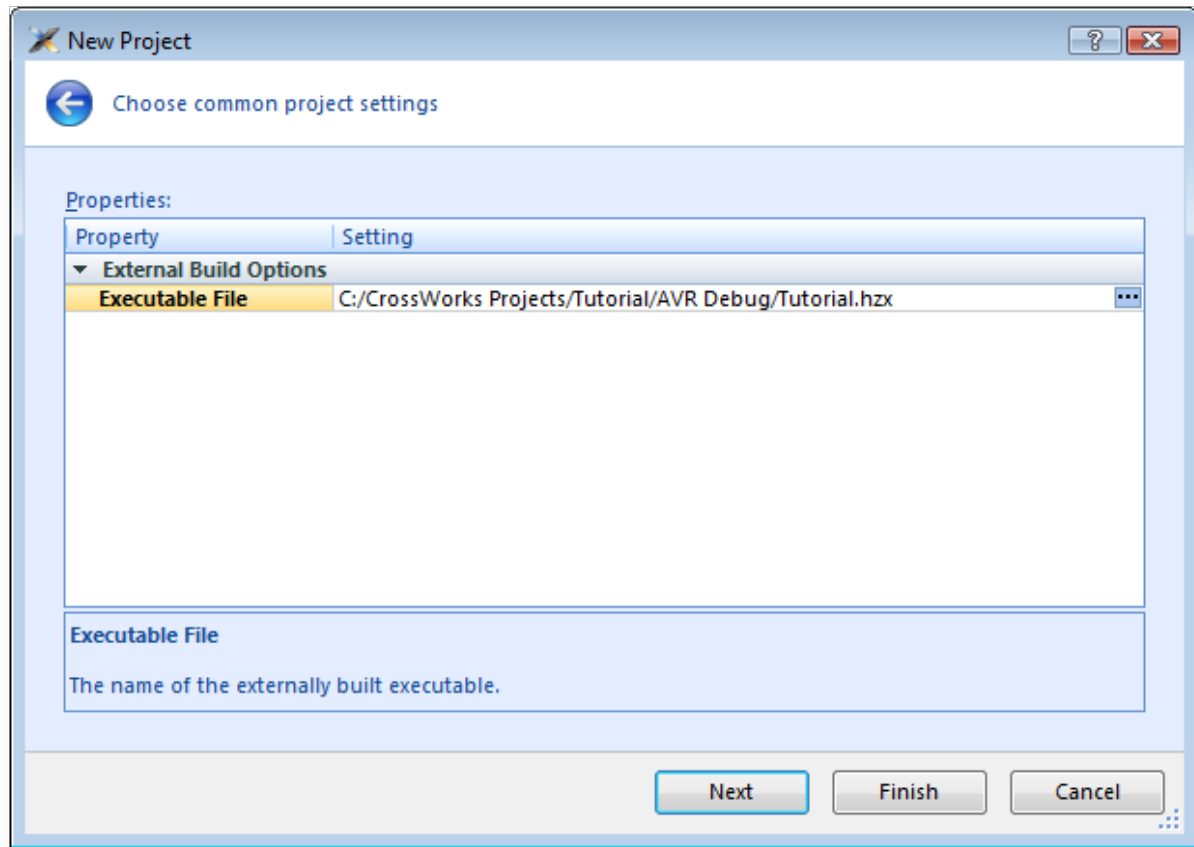 New Project
Choose common project settings
Properties:
Property Setting
External Build Options
Executable File C:/CrossWorks Projects/Tutorial/AVR Debug/Tutorial.hzx
Executable File
The name of the externally built executable.
Next Finish Cancel